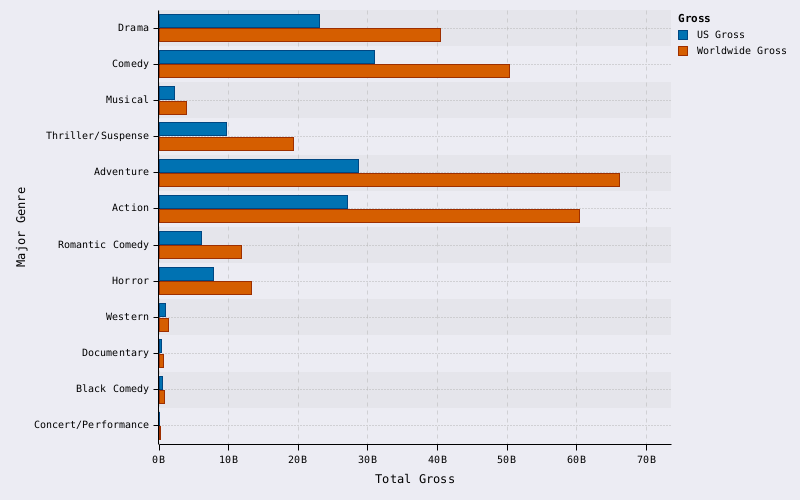 Gross
US Gross
Worldwide Gross
Major Genre
Drama
Comedy
Musical
Thriller/Suspense
Adventure
Action
Romantic Comedy
Horror
Western
Documentary
Black Comedy
Concert/Performance
0B 10B 20B 30B 40B 50B 60B 70B
Total Gross